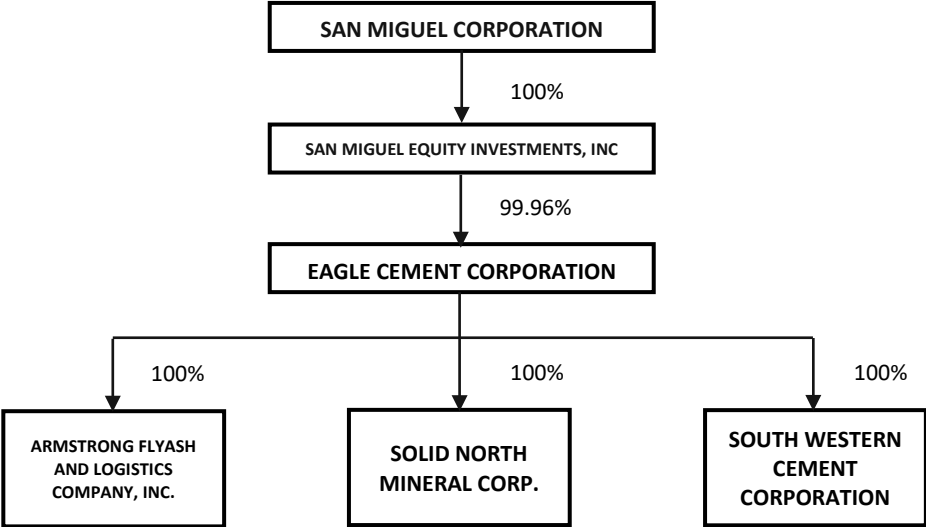 SAN MIGUEL CORPORATION
100%
SAN MIGUEL EQUITY INVESTMENTS, INC
99.96%
EAGLE CEMENT CORPORATION
100%
100%
100%
ARMSTRONG FLYASH
AND LOGISTICS
COMPANY, INC.
SOLID NORTH
MINERAL CORP.
SOUTH WESTERN
CEMENT
CORPORATION